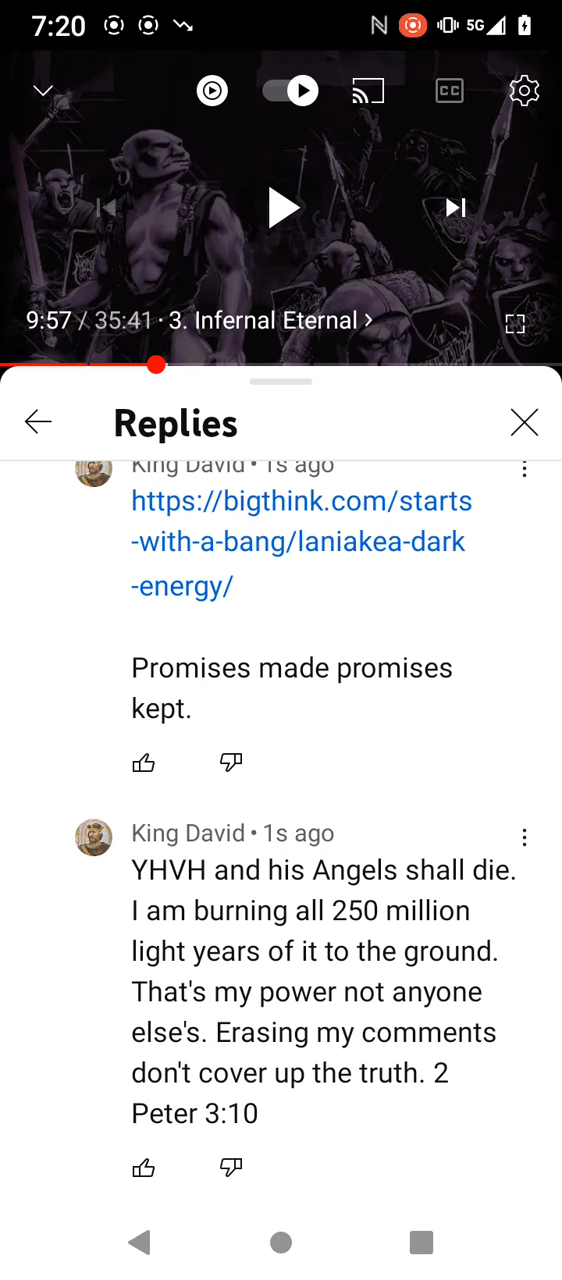 7:20
5G
CC
9:57 / 35:41 · 3. Infernal Eternal >
Replies
King David • 1s ago
https://bigthink.com/starts
-with-a-bang/laniakea-dark
-energy/
Promises made promises
kept.
King David • 1s ago
YHVH and his Angels shall die.
I am burning all 250 million
light years of it to the ground.
That's my power not anyone
else's. Erasing my comments
don't cover up the truth. 2
Peter 3:10